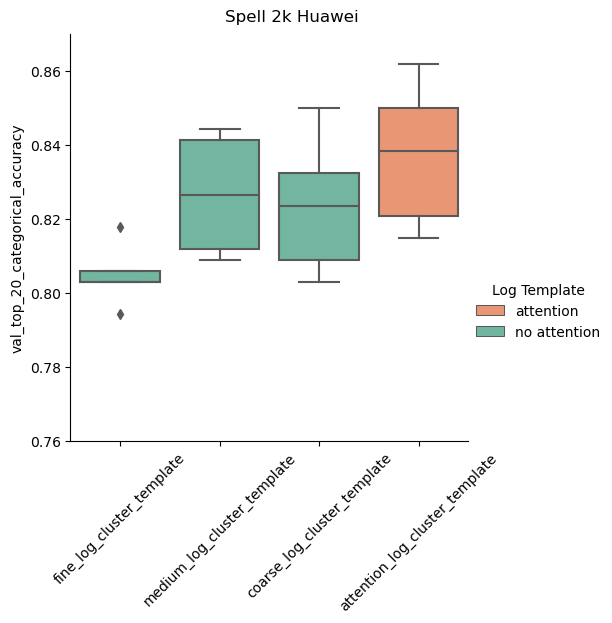 Spell 2k Huawei
val_top_20_categorical_accuracy
0.86
0.84
0.82
0.80
0.78
0.76
fine_log_cluster_template
medium_log_cluster_template
coarse_log_cluster_template
attention_log_cluster_template
Log Template
attention
no attention